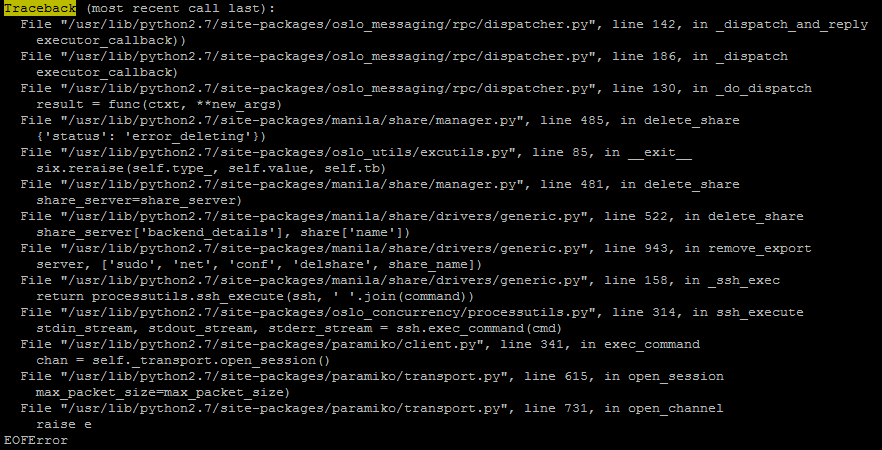 Traceback (most recent call last):
  File "/usr/lib/python2.7/site-packages/oslo_messaging/rpc/dispatcher.py", line 142, in _dispatch_and_reply
    executor_callback))
  File "/usr/lib/python2.7/site-packages/oslo_messaging/rpc/dispatcher.py", line 186, in _dispatch
    executor_callback)
  File "/usr/lib/python2.7/site-packages/oslo_messaging/rpc/dispatcher.py", line 130, in _do_dispatch
    result = func(ctxt, **new_args)
  File "/usr/lib/python2.7/site-packages/manila/share/manager.py", line 485, in delete_share
    {'status': 'error_deleting'})
  File "/usr/lib/python2.7/site-packages/oslo_utils/excutils.py", line 85, in __exit__
    six.reraise(self.type_, self.value, self.tb)
  File "/usr/lib/python2.7/site-packages/manila/share/manager.py", line 481, in delete_share
    share_server=share_server)
  File "/usr/lib/python2.7/site-packages/manila/share/drivers/generic.py", line 522, in delete_share
    share_server['backend_details'], share['name'])
  File "/usr/lib/python2.7/site-packages/manila/share/drivers/generic.py", line 943, in remove_export
    server, ['sudo', 'net', 'conf', 'delshare', share_name])
  File "/usr/lib/python2.7/site-packages/manila/share/drivers/generic.py", line 158, in _ssh_exec
    return processutils.ssh_execute(ssh, ' '.join(command))
  File "/usr/lib/python2.7/site-packages/oslo_concurrency/processutils.py", line 314, in ssh_execute
    stdin_stream, stdout_stream, stderr_stream = ssh.exec_command(cmd)
  File "/usr/lib/python2.7/site-packages/paramiko/client.py", line 341, in exec_command
    chan = self._transport.open_session()
  File "/usr/lib/python2.7/site-packages/paramiko/transport.py", line 615, in open_session
    max_packet_size=max_packet_size)
  File "/usr/lib/python2.7/site-packages/paramiko/transport.py", line 731, in open_channel
    raise e
EOFError